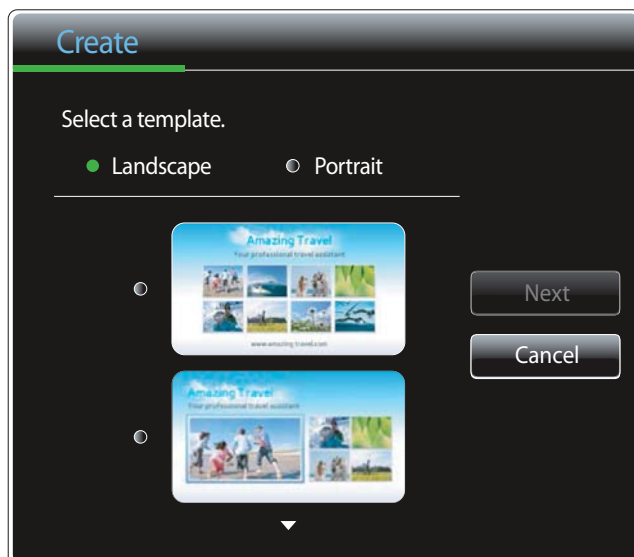 Create
Select a template.
Landscape Portrait
Amazing Travel
Your professional travel assistant
www.amazing travel.com
Next
Cancel
Amazing Travel
Your professional travel assistant